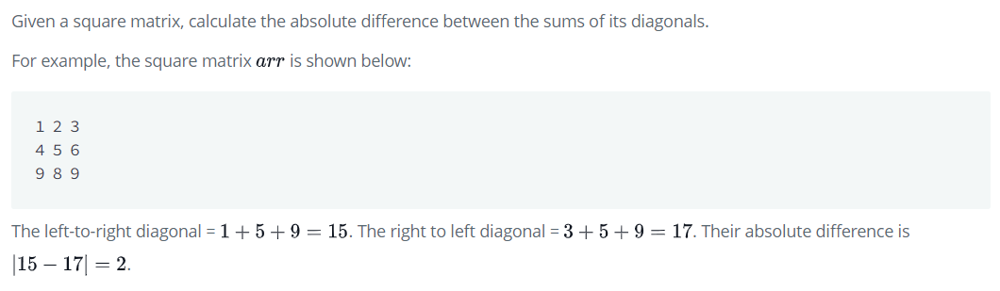 Given a square matrix, calculate the absolute difference between the sums of its diagonals.
For example, the square matrix arr is shown below:
1 2 3
4 5 6
9 8 9
The left-to-right diagonal = 1 + 5 + 9 = 15. The right to left diagonal = 3 + 5 + 9 = 17. Their absolute difference is
|15 − 17| = 2.